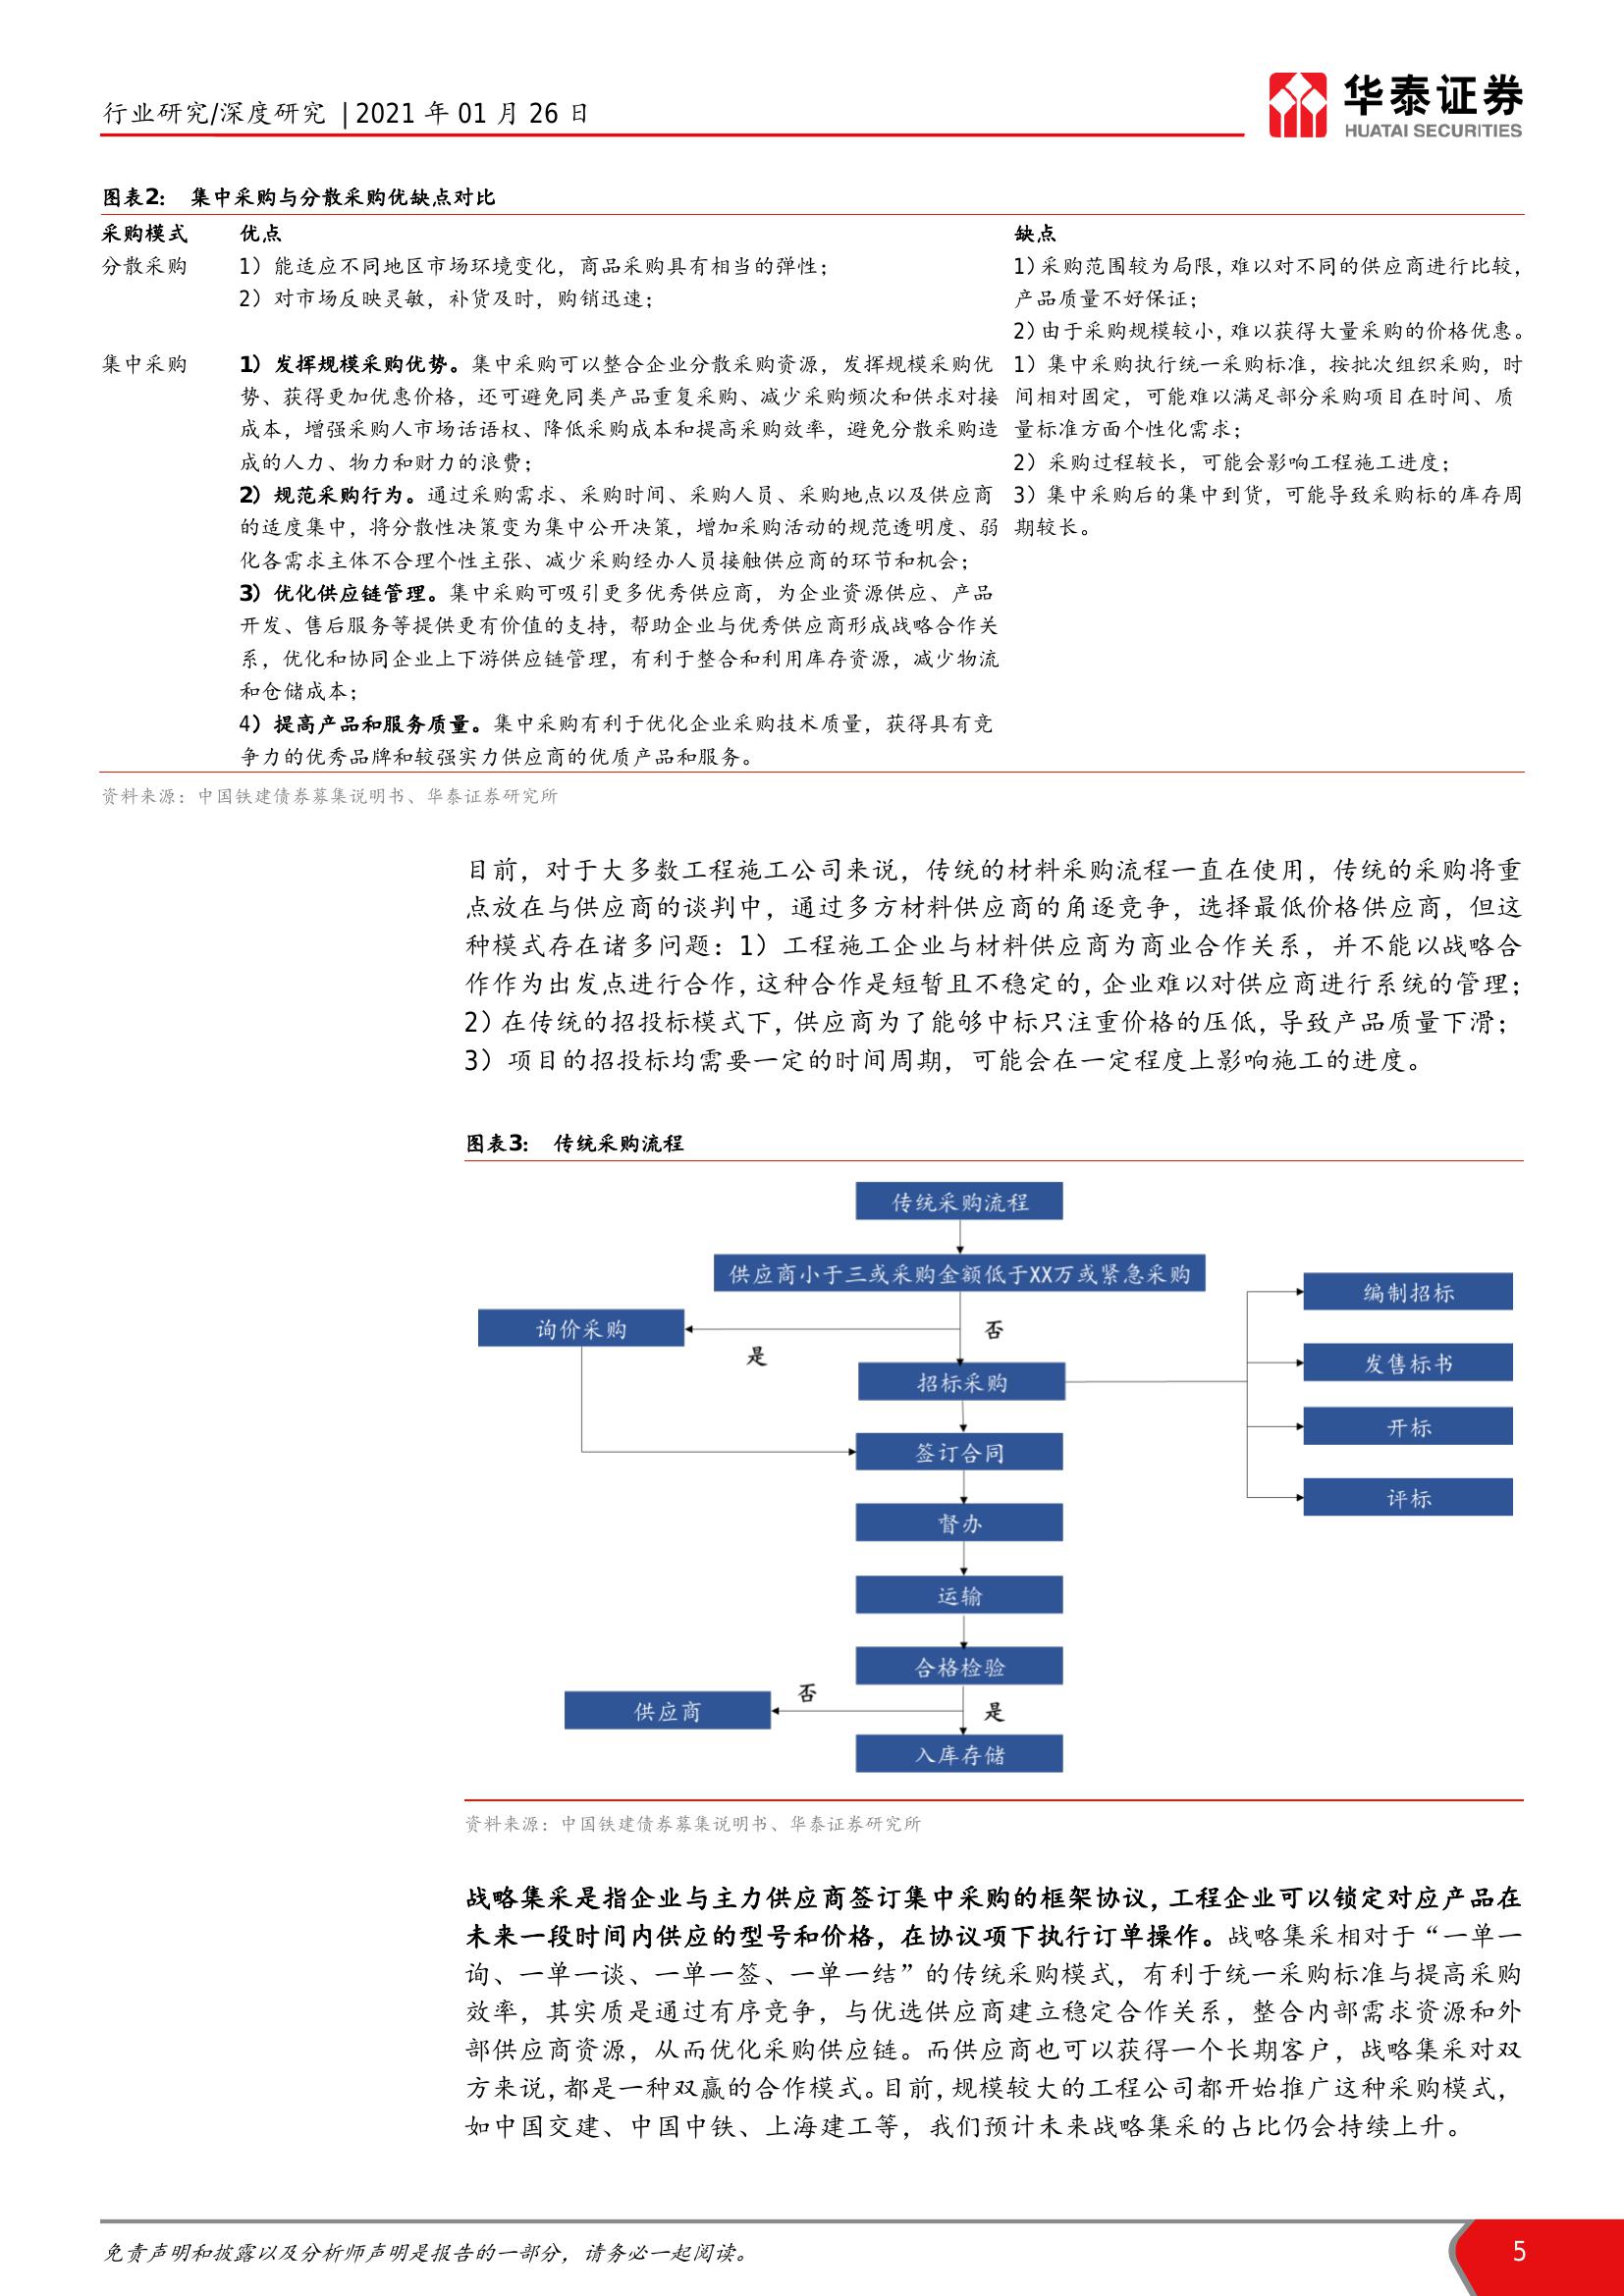 行业研究/深度研究 | 2021 年 01 月 26 日
华泰证券
HUATAI SECURITIES
图表2： 集中采购与分散采购优缺点对比
采购模式 优点 缺点
分散采购 1）能适应不同地区市场环境变化，商品采购具有相当的弹性； 1）采购范围较为局限，难以对不同的供应商进行比较，
2）对市场反映灵敏，补货及时，购销迅速； 产品质量不好保证；
2）由于采购规模较小，难以获得大量采购的价格优惠。
集中采购 1）发挥规模采购优势。集中采购可以整合企业分散采购资源，发挥规模采购优 1）集中采购执行统一采购标准，按批次组织采购，时
势、获得更加优惠价格，还可避免同类产品重复采购、减少采购频次和供求对接 间相对固定，可能难以满足部分采购项目在时间、质
成本，增强采购人市场话语权、降低采购成本和提高采购效率，避免分散采购造 量标准方面个性化需求；
成的人力、物力和财力的浪费； 2）采购过程较长，可能会影响工程施工进度；
2）规范采购行为。通过采购需求、采购时间、采购人员、采购地点以及供应商 3）集中采购后的集中到货，可能导致采购标的库存周
的适度集中，将分散性决策变为集中公开决策，增加采购活动的规范透明度、弱 期较长。
化各需求主体不合理个性主张、减少采购经办人员接触供应商的环节和机会；
3）优化供应链管理。集中采购可吸引更多优秀供应商，为企业资源供应、产品
开发、售后服务等提供更有价值的支持，帮助企业与优秀供应商形成战略合作关
系，优化和协同企业上下游供应链管理，有利于整合和利用库存资源，减少物流
和仓储成本；
4）提高产品和服务质量。集中采购有利于优化企业采购技术质量，获得具有竞
争力的优秀品牌和较强实力供应商的优质产品和服务。
资料来源：中国铁建债券募集说明书、华泰证券研究所
目前，对于大多数工程施工公司来说，传统的材料采购流程一直在使用，传统的采购将重
点放在与供应商的谈判中，通过多方材料供应商的角逐竞争，选择最低价格供应商，但这
种模式存在诸多问题：1）工程施工企业与材料供应商为商业合作关系，并不能以战略合
作作为出发点进行合作，这种合作是短暂且不稳定的，企业难以对供应商进行系统的管理；
2）在传统的招投标模式下，供应商为了能够中标只注重价格的压低，导致产品质量下滑；
3）项目的招投标均需要一定的时间周期，可能会在一定程度上影响施工的进度。
图表3： 传统采购流程
传统采购流程
供应商小于三或采购金额低于XX万或紧急采购
编制招标
询价采购
否
是
发售标书
招标采购
开标
签订合同
评标
督办
运输
合格检验
否
供应商
是
入库存储
资料来源：中国铁建债券募集说明书、华泰证券研究所
战略集采是指企业与主力供应商签订集中采购的框架协议，工程企业可以锁定对应产品在
未来一段时间内供应的型号和价格，在协议项下执行订单操作。战略集采相对于“一单一
询、一单一谈、一单一签、一单一结”的传统采购模式，有利于统一采购标准与提高采购
效率，其实质是通过有序竞争，与优选供应商建立稳定合作关系，整合内部需求资源和外
部供应商资源，从而优化采购供应链。而供应商也可以获得一个长期客户，战略集采对双
方来说，都是一种双赢的合作模式。目前，规模较大的工程公司都开始推广这种采购模式，
如中国交建、中国中铁、上海建工等，我们预计未来战略集采的占比仍会持续上升。
免责声明和披露以及分析师声明是报告的一部分，请务必一起阅读。
5